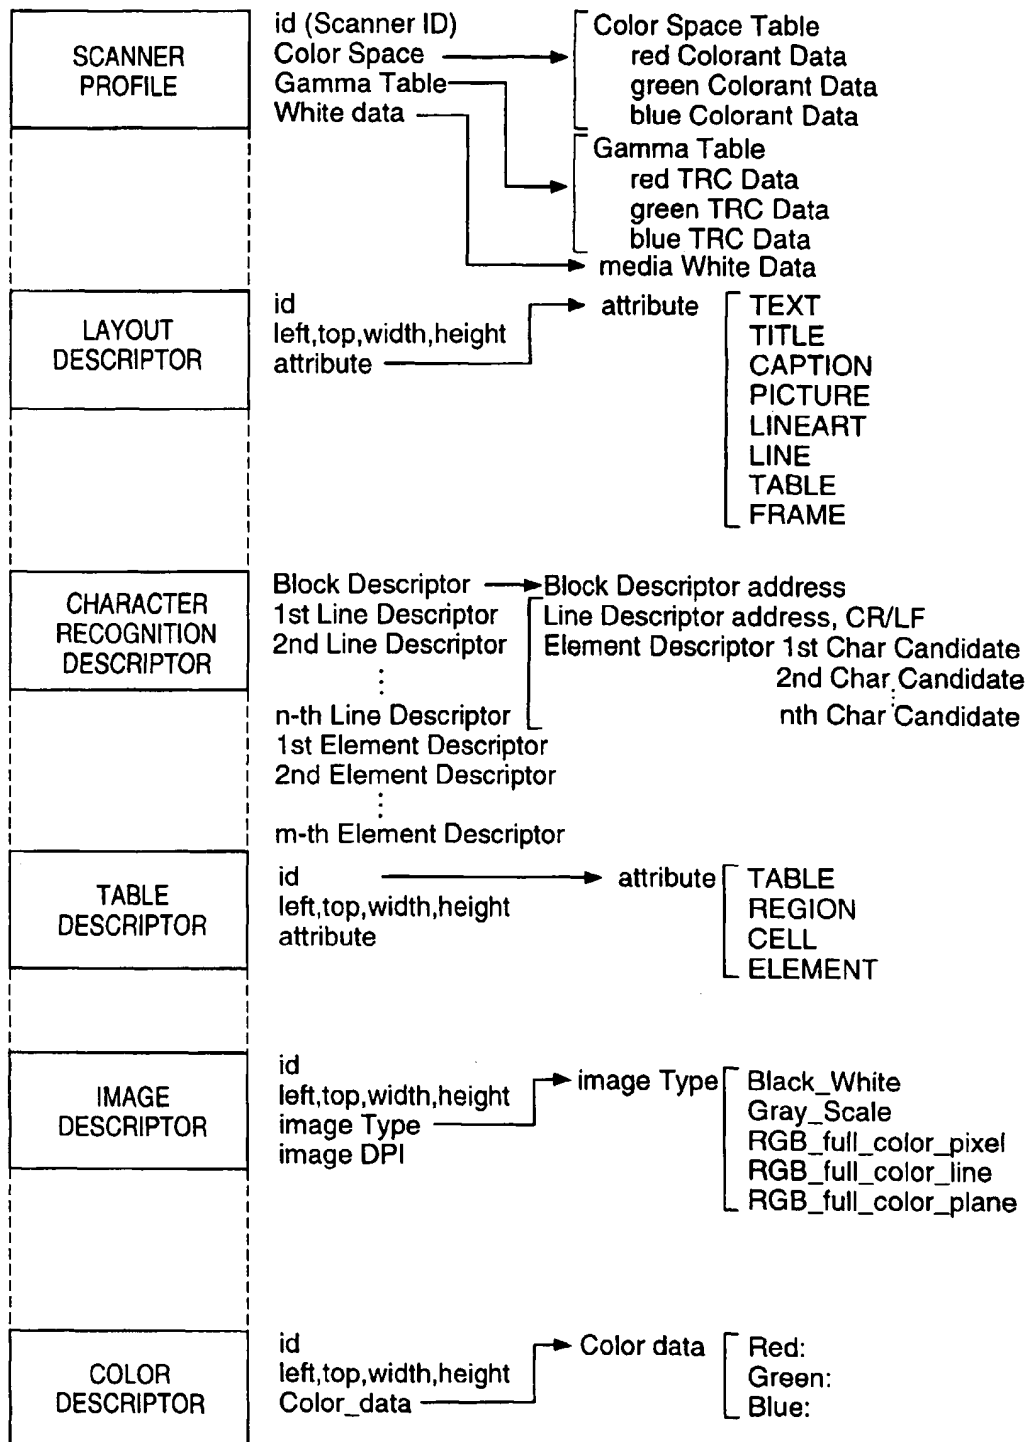 SCANNER
PROFILE
id (Scanner ID)
Color Space
Gamma Table
White data
Color Space Table
red Colorant Data
green Colorant Data
blue Colorant Data
Gamma Table
red TRC Data
green TRC Data
blue TRC Data
media White Data
LAYOUT
DESCRIPTOR
id
left,top,width,height
attribute
attribute
TEXT
TITLE
CAPTION
PICTURE
LINEART
LINE
TABLE
FRAME
CHARACTER
RECOGNITION
DESCRIPTOR
Block Descriptor
1st Line Descriptor
2nd Line Descriptor
n-th Line Descriptor
1st Element Descriptor
2nd Element Descriptor
m-th Element Descriptor
Block Descriptor address
Line Descriptor address, CR/LF
Element Descriptor 1st Char Candidate
2nd Char Candidate
nth Char Candidate
TABLE
DESCRIPTOR
id
left,top,width,height
attribute
attribute
TABLE
REGION
CELL
ELEMENT
IMAGE
DESCRIPTOR
id
left,top,width,height
image Type
image DPI
image Type
Black_White
Gray_Scale
RGB_full_color_pixel
RGB_full_color_line
RGB_full_color_plane
COLOR
DESCRIPTOR
id
left,top,width,height
Color_data
Color data
Red:
Green:
Blue: